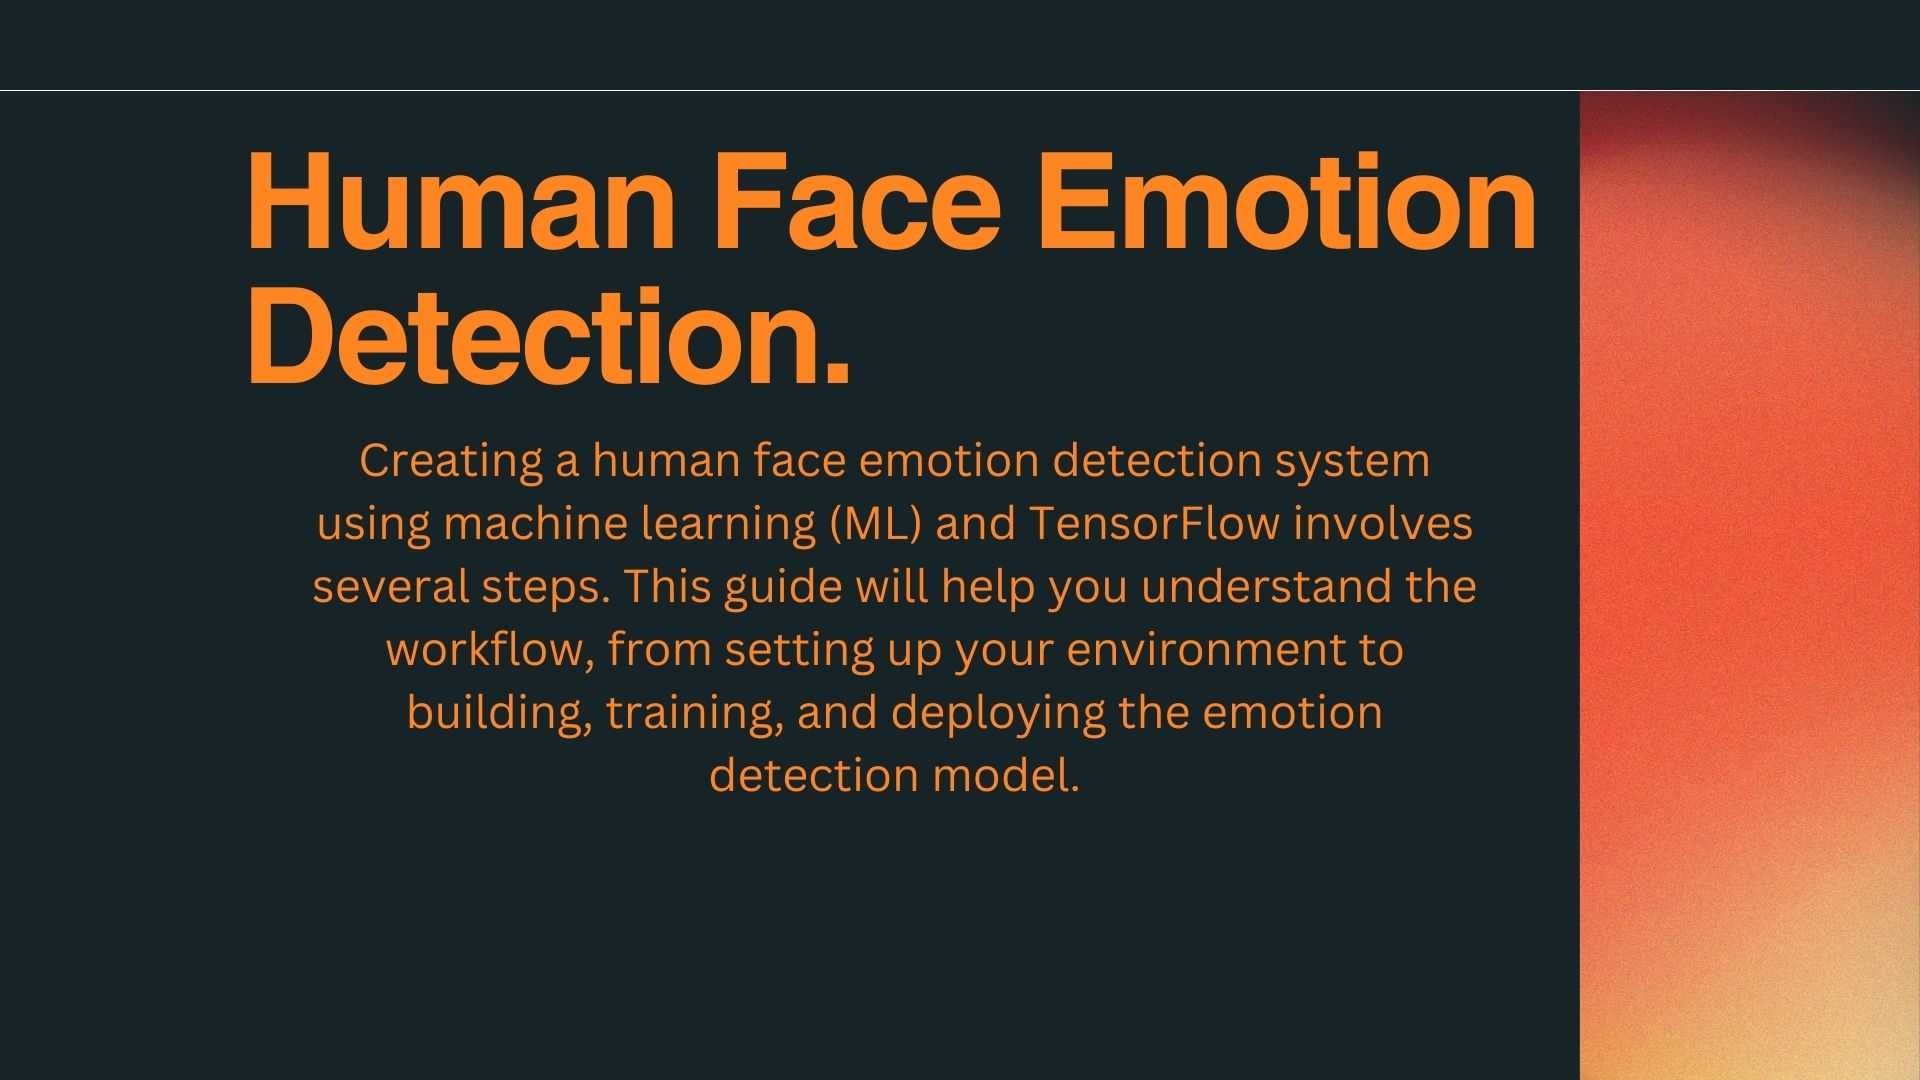 Human Face Emotion
Detection.
Creating a human face emotion detection system
using machine learning (ML) and TensorFlow involves
several steps. This guide will help you understand the
workflow, from setting up your environment to
building, training, and deploying the emotion
detection model.